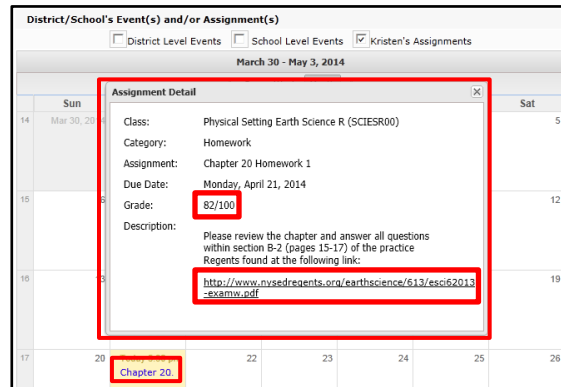 District/School's Event(s) and/or Assignment(s)
District Level Events School Level Events Kristen's Assignments
March 30 - May 3, 2014
Assignment Detail
Sun Sat
Class: Physical Setting Earth Science R (SCIESR00)
14 Mar 30, 201 5
Category: Homework
Assignment: Chapter 20 Homework 1
Due Date: Monday, April 21, 2014
15 6 Grade: 82/100 12
Description:
Please review the chapter and answer all questions
within section B-2 (pages 15-17) of the practice
Regents found at the following link:
16 13 http://www.nysedregents.org/earthscience/613/esci62013 19
-examw.pdf
17 20 22 23 24 25 26
Chapter 20.